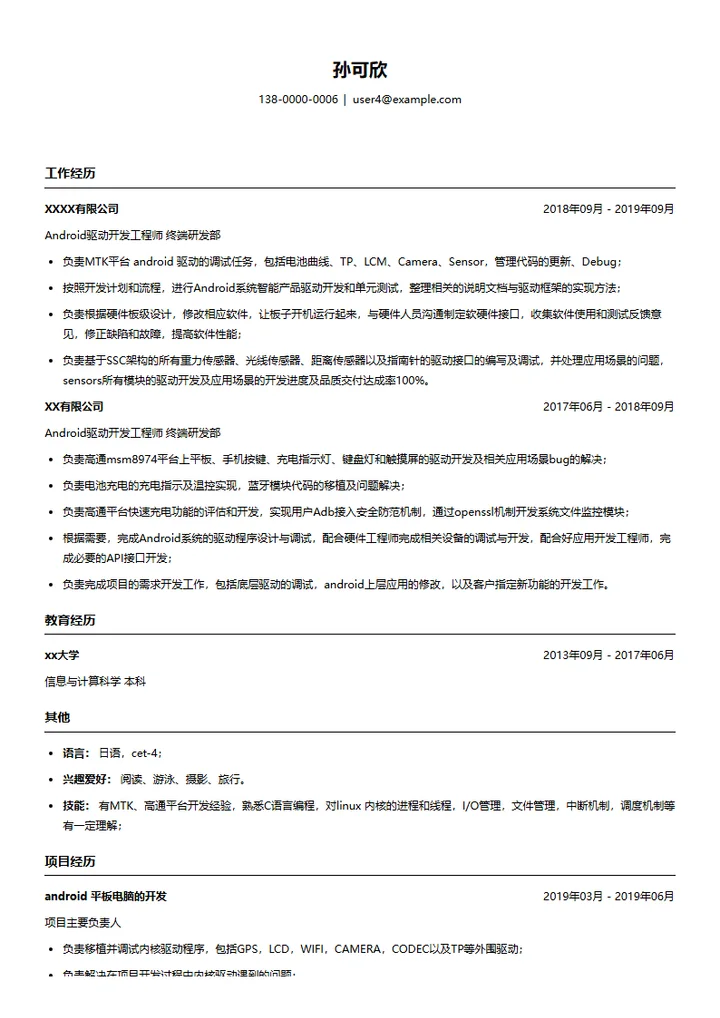 孙可欣
138-0000-0006 | user4@example.com
工作经历
XXXX有限公司 2018年09月 - 2019年09月
Android驱动开发工程师 终端研发部
• 负责MTK平台 android 驱动的调试任务，包括电池曲线、TP、LCM、Camera、Sensor，管理代码的更新、Debug；
• 按照开发计划和流程，进行Android系统智能产品驱动开发和单元测试，整理相关的说明文档与驱动框架的实现方法；
• 负责根据硬件板级设计，修改相应软件，让板子开机运行起来，与硬件人员沟通制定软硬件接口，收集软件使用和测试反馈意
见，修正缺陷和故障，提高软件性能；
• 负责基于SSC架构的所有重力传感器、光线传感器、距离传感器以及指南针的驱动接口的编写及调试，并处理应用场景的问题，
sensors所有模块的驱动开发及应用场景的开发进度及品质交付达成率100%。
XX有限公司 2017年06月 - 2018年09月
Android驱动开发工程师 终端研发部
• 负责高通msm8974平台上平板、手机按键、充电指示灯、键盘灯和触摸屏的驱动开发及相关应用场景bug的解决；
• 负责电池充电的充电指示及温控实现，蓝牙模块代码的移植及问题解决；
• 负责高通平台快速充电功能的评估和开发，实现用户Adb接入安全防范机制，通过openssl机制开发系统文件监控模块；
• 根据需要，完成Android系统的驱动程序设计与调试，配合硬件工程师完成相关设备的调试与开发，配合好应用开发工程师，完
成必要的API接口开发；
• 负责完成项目的需求开发工作，包括底层驱动的调试，android上层应用的修改，以及客户指定新功能的开发工作。
教育经历
xx大学 2013年09月 - 2017年06月
信息与计算科学 本科
其他
• 语言： 日语，cet-4；
• 兴趣爱好： 阅读、游泳、摄影、旅行。
• 技能： 有MTK、高通平台开发经验，熟悉C语言编程，对linux 内核的进程和线程，I/O管理，文件管理，中断机制，调度机制等
有一定理解；
项目经历
android 平板电脑的开发 2019年03月 - 2019年06月
项目主要负责人
• 负责移植并调试内核驱动程序，包括GPS，LCD，WIFI，CAMERA，CODEC以及TP等外围驱动；
• 负责解决在项目开发过程中内核驱动遇到的问题；